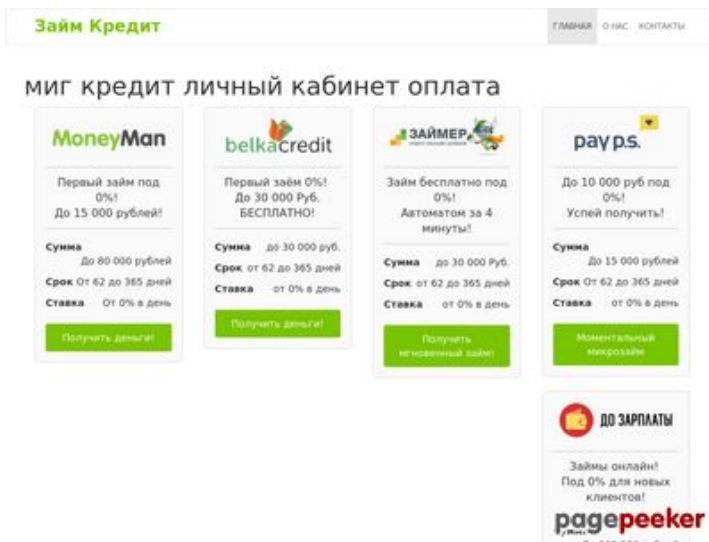 Займ Кредит
ГЛАВНАЯ О НАС КОНТАКТЫ
миг кредит личный кабинет оплата
MoneyMan
Первый займ под
0%!
До 15 000 рублей!
Сумма
До 80 000 рублей
Срок От 62 до 365 дней
Ставка От 0% в день
Получить деньги!
belkacredit
Первый заём 0%!
До 30 000 Руб.
БЕСПЛАТНО!
Сумма до 30 000 руб.
Срок от 62 до 365 дней
Ставка от 0% в день
Получить деньги!
ЗАЙМЕР
Займ бесплатно под
0%!
Автоматом за 4
минуты!
Сумма до 30 000 Руб.
Срок от 62 до 365 дней
Ставка от 0% в день
Получить
мгновенный займ!
pay p.s.
До 10 000 руб под
0%!
Успей получить!
Сумма
До 15 000 рублей
Срок От 62 до 365 дней
Ставка От 0% в день
Моментальный
микрозайм
ДО ЗАРПЛАТЫ
Займы онлайн!
Под 0% для новых
клиентов!
pagepeeker